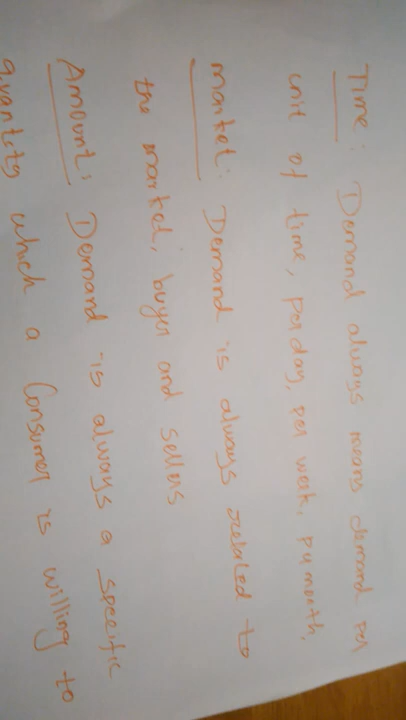 Time: Demand always means demand per
unit of time, per day, per week, per month.
market: Demand is always related to
the market, buyer and sellers
Amount: Demand is always a specific
quantity which a Consumer is willing to